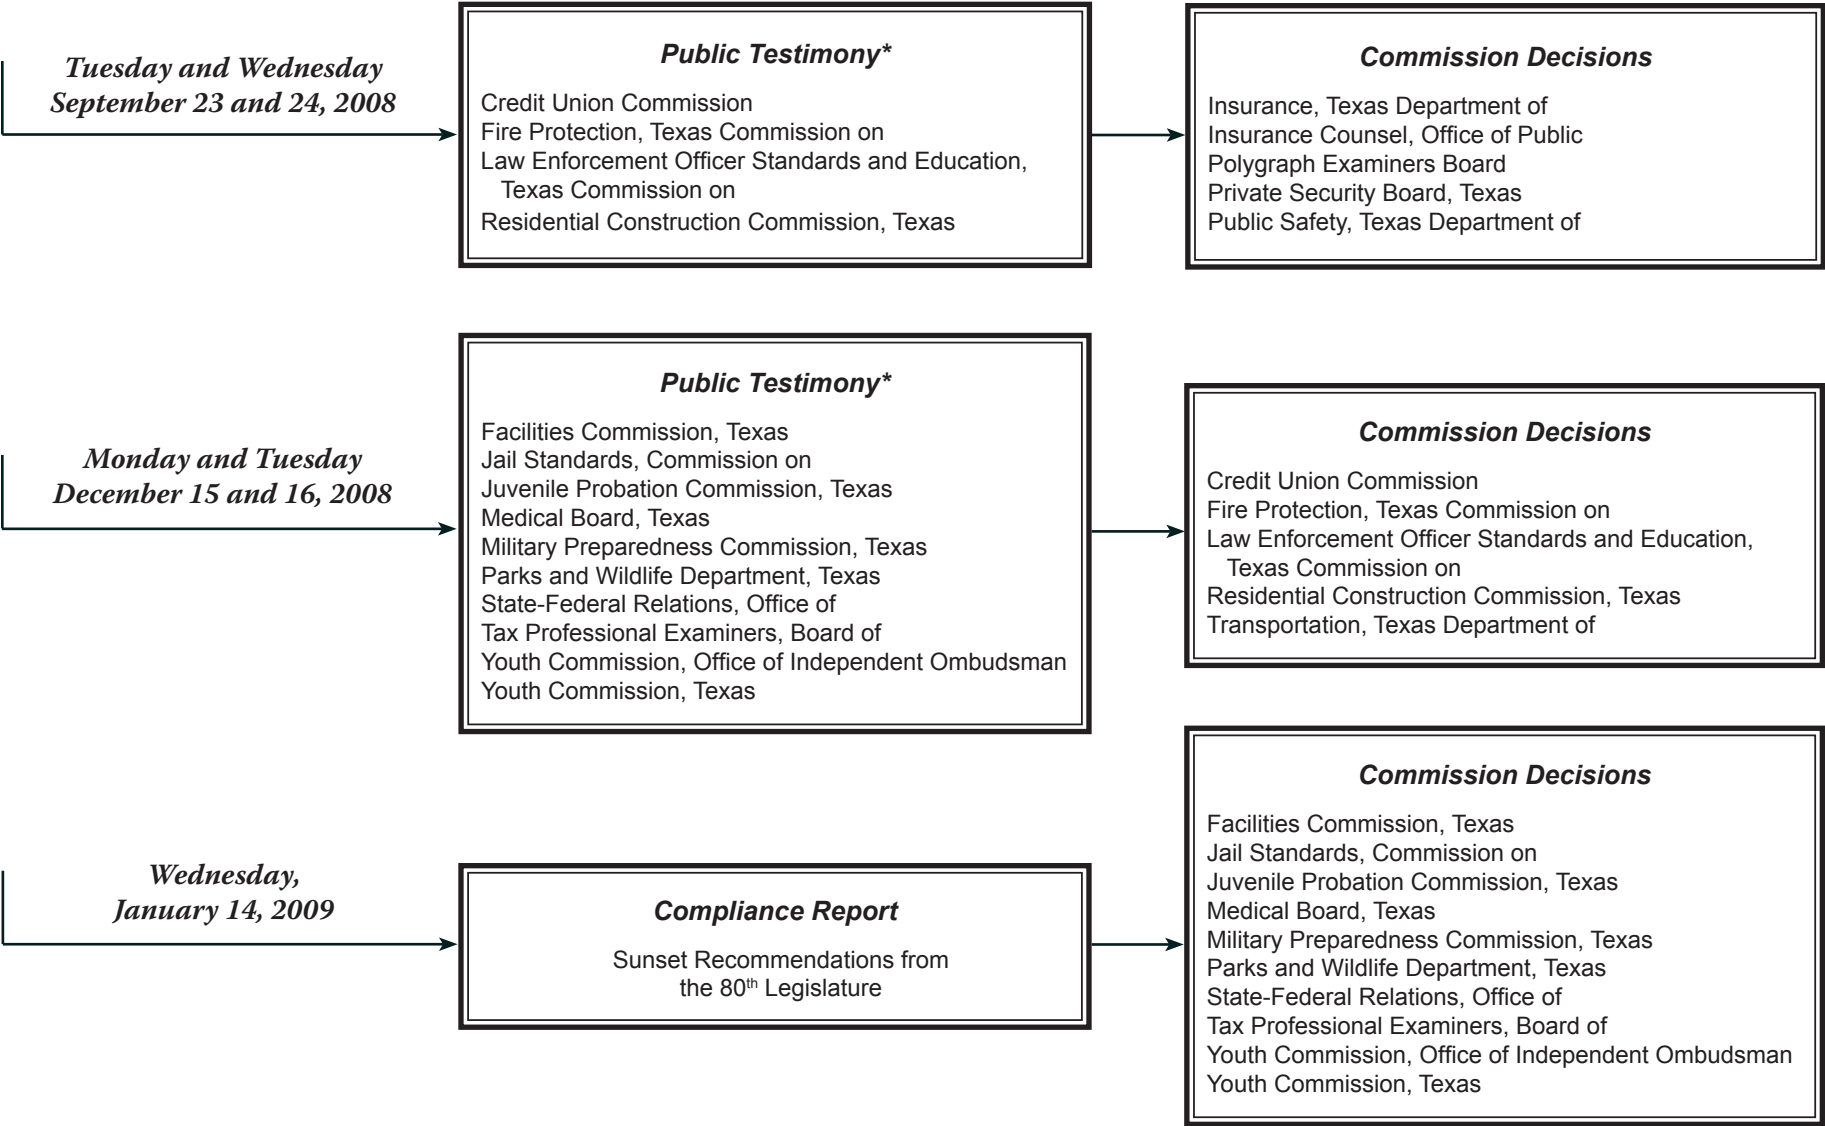 Tuesday and Wednesday
September 23 and 24, 2008
Public Testimony*
Credit Union Commission
Fire Protection, Texas Commission on
Law Enforcement Officer Standards and Education,
Texas Commission on
Residential Construction Commission, Texas
Commission Decisions
Insurance, Texas Department of
Insurance Counsel, Office of Public
Polygraph Examiners Board
Private Security Board, Texas
Public Safety, Texas Department of
Monday and Tuesday
December 15 and 16, 2008
Public Testimony*
Facilities Commission, Texas
Jail Standards, Commission on
Juvenile Probation Commission, Texas
Medical Board, Texas
Military Preparedness Commission, Texas
Parks and Wildlife Department, Texas
State-Federal Relations, Office of
Tax Professional Examiners, Board of
Youth Commission, Office of Independent Ombudsman
Youth Commission, Texas
Commission Decisions
Credit Union Commission
Fire Protection, Texas Commission on
Law Enforcement Officer Standards and Education,
Texas Commission on
Residential Construction Commission, Texas
Transportation, Texas Department of
Wednesday,
January 14, 2009
Compliance Report
Sunset Recommendations from
the 80th Legislature
Commission Decisions
Facilities Commission, Texas
Jail Standards, Commission on
Juvenile Probation Commission, Texas
Medical Board, Texas
Military Preparedness Commission, Texas
Parks and Wildlife Department, Texas
State-Federal Relations, Office of
Tax Professional Examiners, Board of
Youth Commission, Office of Independent Ombudsman
Youth Commission, Texas